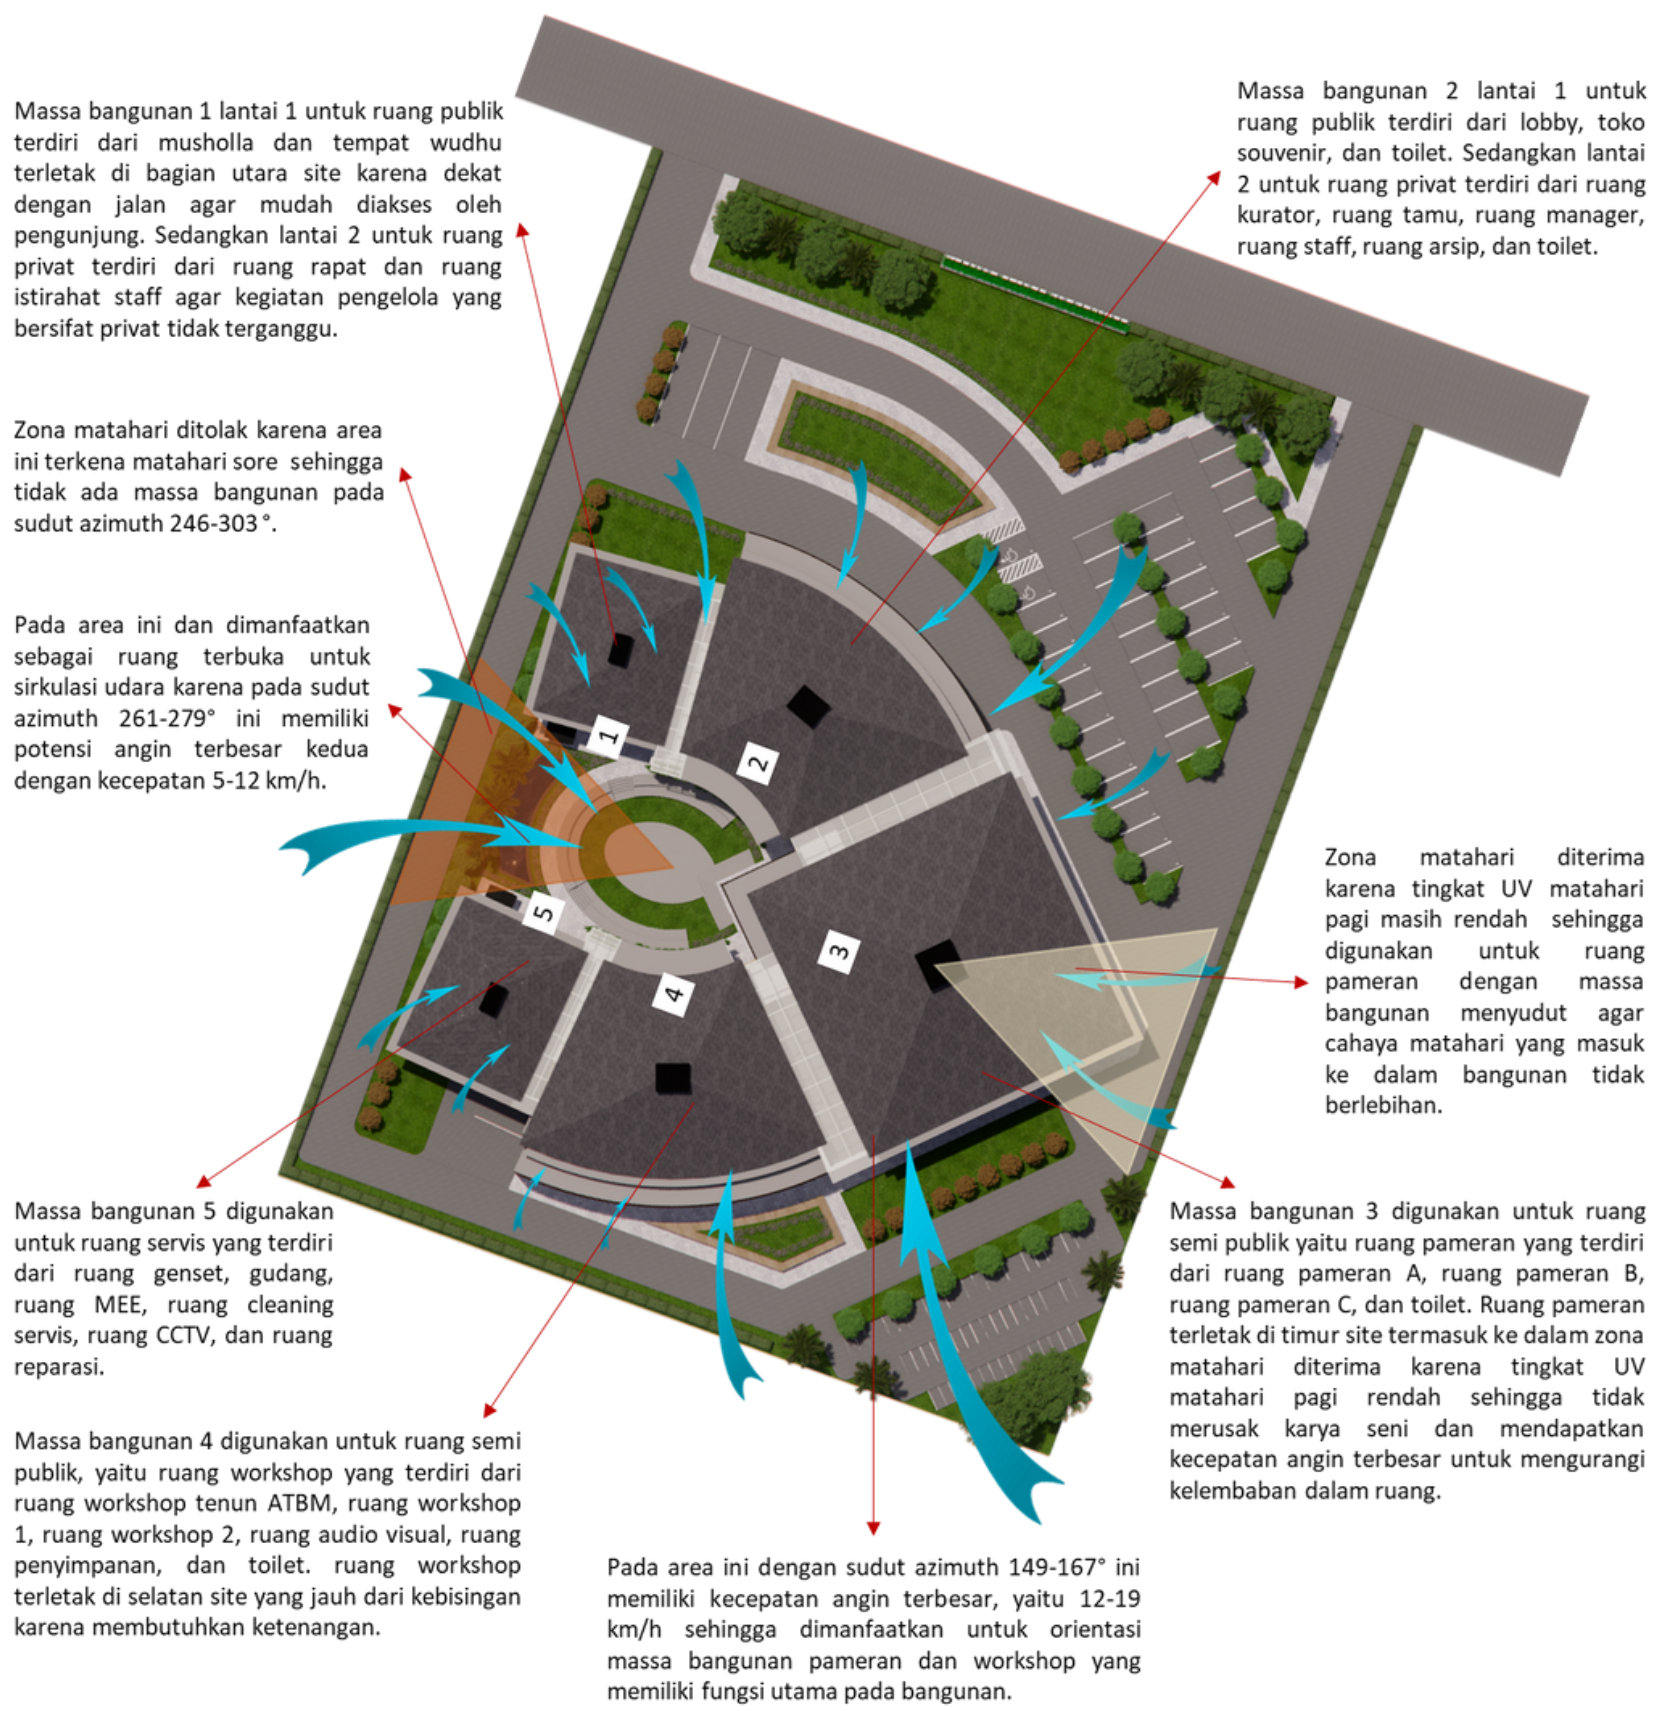 Massa bangunan 1 lantai 1 untuk ruang publik
terdiri dari musholla dan tempat wudhu
terletak di bagian utara site karena dekat
dengan jalan agar mudah diakses oleh
pengunjung. Sedangkan lantai 2 untuk ruang
privat terdiri dari ruang rapat dan ruang
istirahat staff agar kegiatan pengelola yang
bersifat privat tidak terganggu.
Massa bangunan 2 lantai 1 untuk
ruang publik terdiri dari lobby, toko
souvenir, dan toilet. Sedangkan lantai
2 untuk ruang privat terdiri dari ruang
kurator, ruang tamu, ruang manager,
ruang staff, ruang arsip, dan toilet.
Zona matahari ditolak karena area
ini terkena matahari sore sehingga
tidak ada massa bangunan pada
sudut azimuth 246-303°.
Pada area ini dan dimanfaatkan
sebagai ruang terbuka untuk
sirkulasi udara karena pada sudut
azimuth 261-279° ini memiliki
potensi angin terbesar kedua
dengan kecepatan 5-12 km/h.
1
2
3
4
5
Zona matahari diterima
karena tingkat UV matahari
pagi masih rendah sehingga
digunakan untuk ruang
pameran dengan massa
bangunan menyudut agar
cahaya matahari yang masuk
ke dalam bangunan tidak
berlebihan.
Massa bangunan 5 digunakan
untuk ruang servis yang terdiri
dari ruang genset, gudang,
ruang MEE, ruang cleaning
servis, ruang CCTV, dan ruang
reparasi.
Massa bangunan 3 digunakan untuk ruang
semi publik yaitu ruang pameran yang terdiri
dari ruang pameran A, ruang pameran B,
ruang pameran C, dan toilet. Ruang pameran
terletak di timur site termasuk ke dalam zona
matahari diterima karena tingkat UV
matahari pagi rendah sehingga tidak
merusak karya seni dan mendapatkan
kecepatan angin terbesar untuk mengurangi
kelembaban dalam ruang.
Massa bangunan 4 digunakan untuk ruang semi
publik, yaitu ruang workshop yang terdiri dari
ruang workshop tenun ATBM, ruang workshop
1, ruang workshop 2, ruang audio visual, ruang
penyimpanan, dan toilet. ruang workshop
terletak di selatan site yang jauh dari kebisingan
karena membutuhkan ketenangan.
Pada area ini dengan sudut azimuth 149-167° ini
memiliki kecepatan angin terbesar, yaitu 12-19
km/h sehingga dimanfaatkan untuk orientasi
massa bangunan pameran dan workshop yang
memiliki fungsi utama pada bangunan.